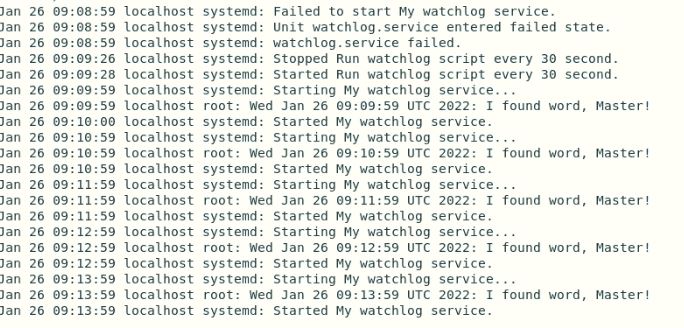 Jan 26 09:08:59 localhost systemd: Failed to start My watchlog service.
Jan 26 09:08:59 localhost systemd: Unit watchlog.service entered failed state.
Jan 26 09:08:59 localhost systemd: watchlog.service failed.
Jan 26 09:09:26 localhost systemd: Stopped Run watchlog script every 30 second.
Jan 26 09:09:28 localhost systemd: Started Run watchlog script every 30 second.
Jan 26 09:09:59 localhost systemd: Starting My watchlog service...
Jan 26 09:09:59 localhost root: Wed Jan 26 09:09:59 UTC 2022: I found word, Master!
Jan 26 09:10:00 localhost systemd: Started My watchlog service.
Jan 26 09:10:59 localhost systemd: Starting My watchlog service...
Jan 26 09:10:59 localhost root: Wed Jan 26 09:10:59 UTC 2022: I found word, Master!
Jan 26 09:10:59 localhost systemd: Started My watchlog service.
Jan 26 09:11:59 localhost systemd: Starting My watchlog service...
Jan 26 09:11:59 localhost root: Wed Jan 26 09:11:59 UTC 2022: I found word, Master!
Jan 26 09:11:59 localhost systemd: Started My watchlog service.
Jan 26 09:12:59 localhost systemd: Starting My watchlog service...
Jan 26 09:12:59 localhost root: Wed Jan 26 09:12:59 UTC 2022: I found word, Master!
Jan 26 09:12:59 localhost systemd: Started My watchlog service.
Jan 26 09:13:59 localhost systemd: Starting My watchlog service...
Jan 26 09:13:59 localhost root: Wed Jan 26 09:13:59 UTC 2022: I found word, Master!
Jan 26 09:13:59 localhost systemd: Started My watchlog service.